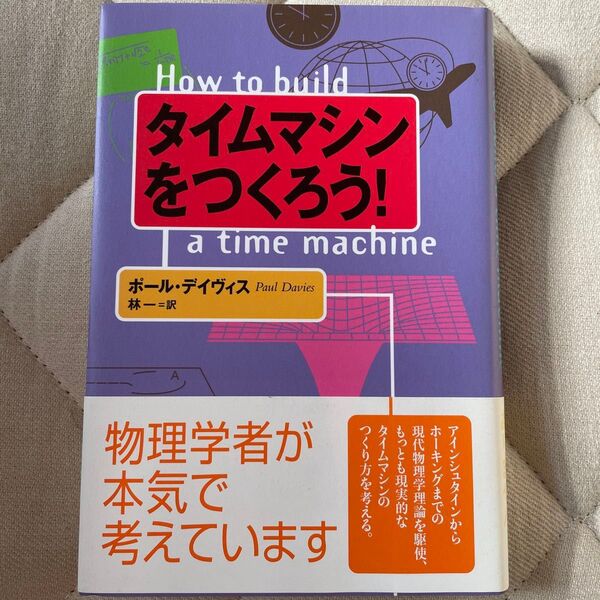 How to build
タイムマシン
をつくろう!
a time machine
ポール・デイヴィス Paul Davies
林 一=訳
A
物理学者が
本気で
考えています
アインシュタインから
ホーキングまでの
現代物理学理論を駆使、
もっとも現実的な
タイムマシンの
つくり方を考える。